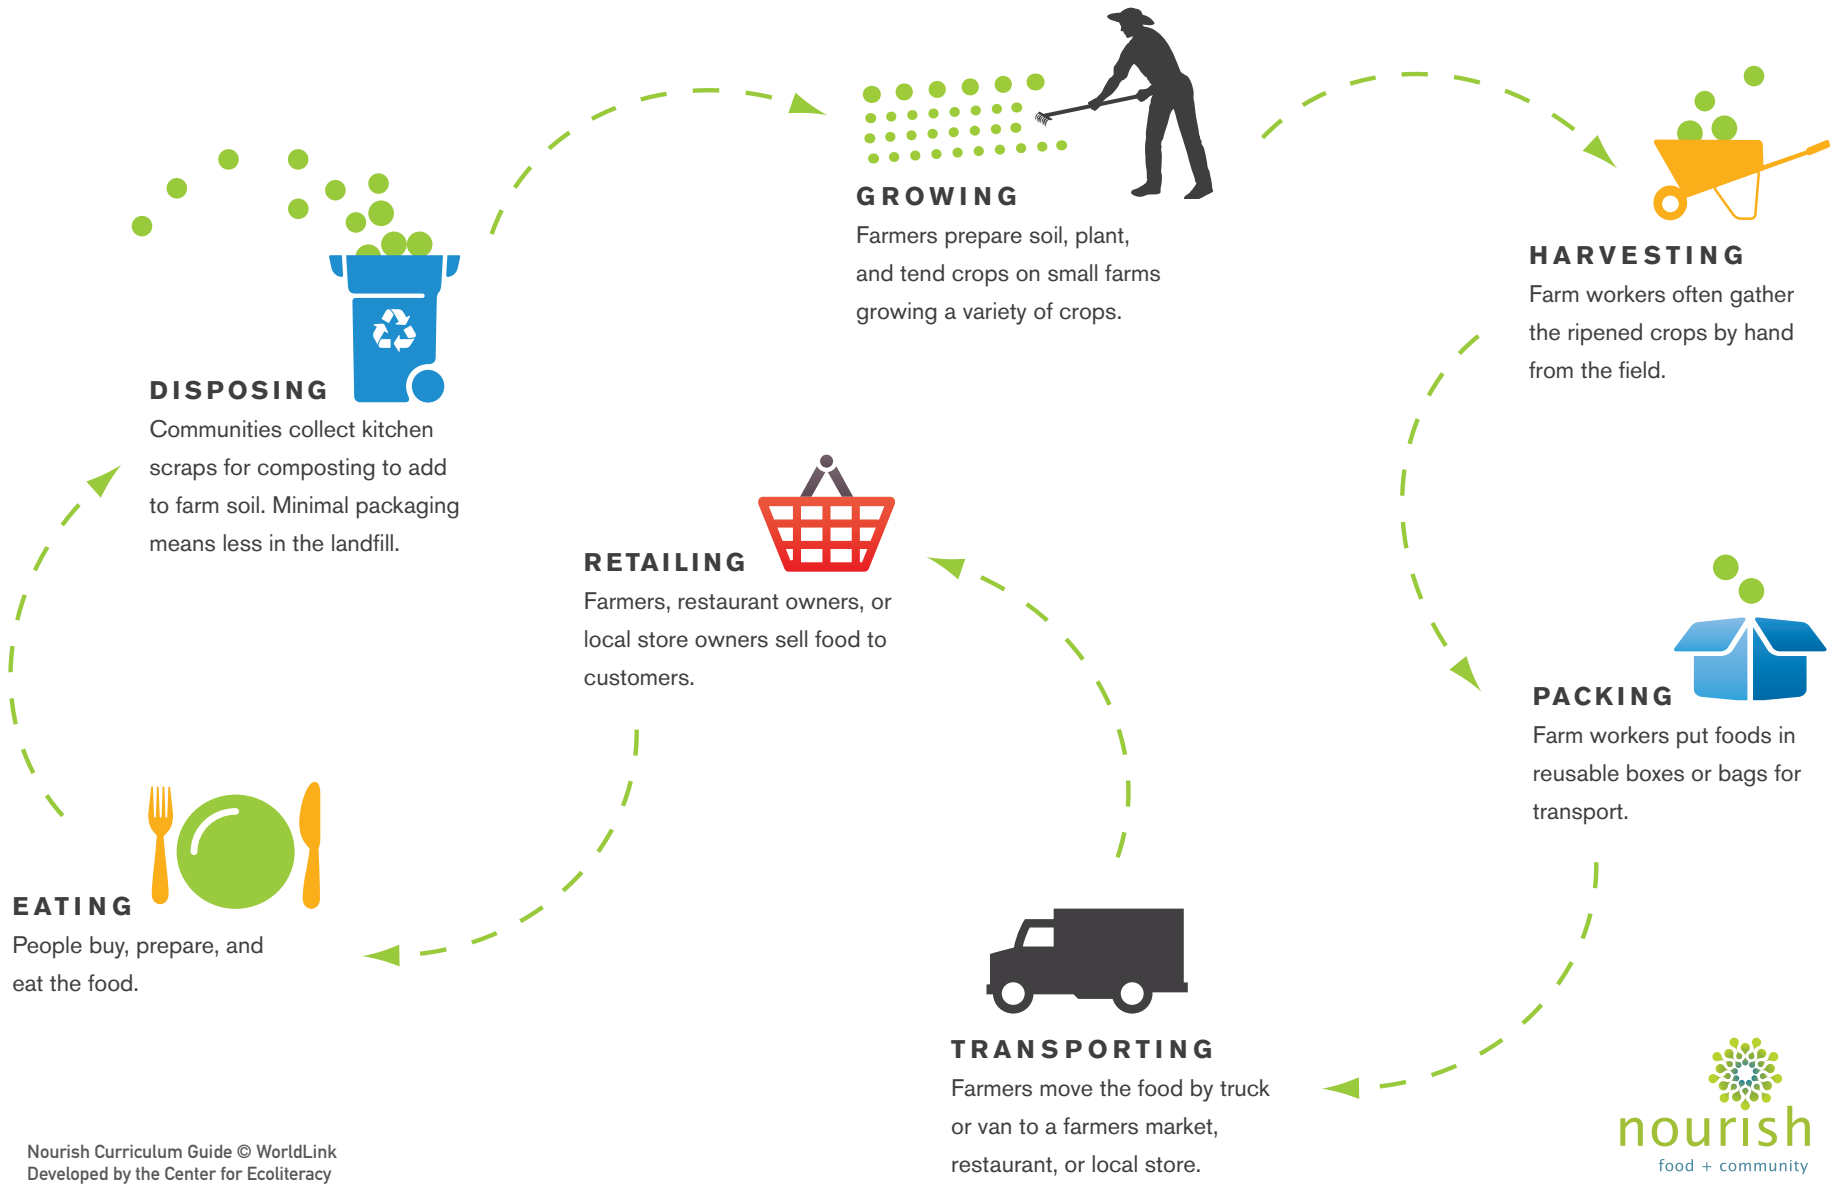 GROWING
Farmers prepare soil, plant,
and tend crops on small farms
growing a variety of crops.
HARVESTING
Farm workers often gather
the ripened crops by hand
from the field.
PACKING
Farm workers put foods in
reusable boxes or bags for
transport.
TRANSPORTING
Farmers move the food by truck
or van to a farmers market,
restaurant, or local store.
RETAILING
Farmers, restaurant owners, or
local store owners sell food to
customers.
EATING
People buy, prepare, and
eat the food.
DISPOSING
Communities collect kitchen
scraps for composting to add
to farm soil. Minimal packaging
means less in the landfill.
Nourish Curriculum Guide © WorldLink
Developed by the Center for Ecoliteracy
nourish
food + community